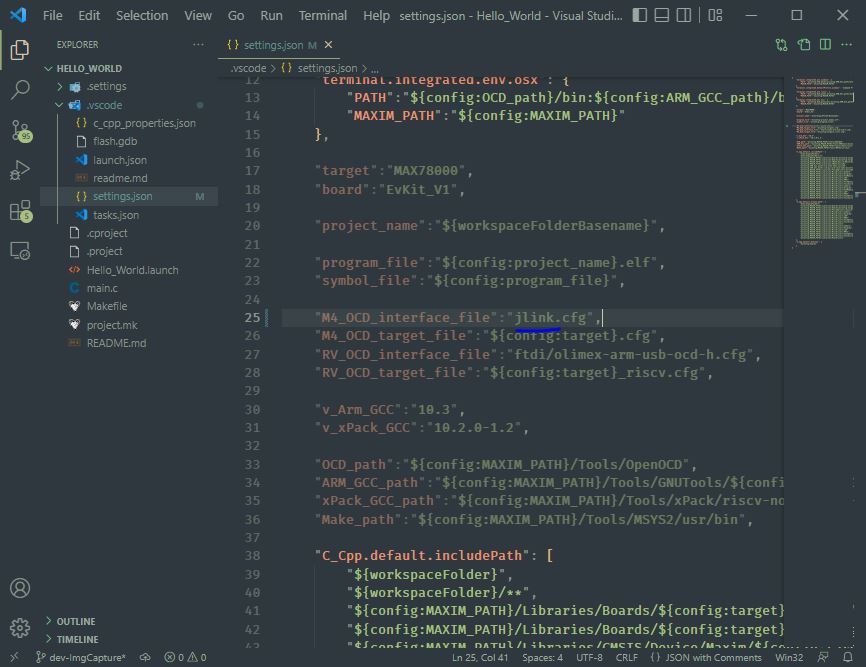 File Edit Selection View Go Run Terminal Help settings.json - Hello_World - Visual Studi...
EXPLORER
HELLO_WORLD
.settings
.vscode
c_cpp_properties.json
flash.gdb
launch.json
readme.md
settings.json M
tasks.json
.cproject
.project
Hello_World.launch
main.c
Makefile
project.mk
README.md
OUTLINE
TIMELINE
95
5
settings.json M
.vscode > settings.json > ...
12 "terminal.integrated.env.osx": {
13 "PATH":"${config:OCD_path}/bin:${config:ARM_GCC_path}/b
14 "MAXIM_PATH":"${config:MAXIM_PATH}"
15 },
16
17 "target":"MAX78000",
18 "board":"EvKit_V1",
19
20 "project_name":"${workspaceFolderBasename}",
21
22 "program_file":"${config:project_name}.elf",
23 "symbol_file":"${config:program_file}",
24
25 "M4_OCD_interface_file":"jlink.cfg",
26 "M4_OCD_target_file":"${config:target}.cfg",
27 "RV_OCD_interface_file":"ftdi/olimex-arm-usb-ocd-h.cfg",
28 "RV_OCD_target_file":"${config:target}_riscv.cfg",
29
30 "v_Arm_GCC":"10.3",
31 "v_xPack_GCC":"10.2.0-1.2",
32
33 "OCD_path":"${config:MAXIM_PATH}/Tools/OpenOCD",
34 "ARM_GCC_path":"${config:MAXIM_PATH}/Tools/GNUTools/${confi
35 "xPack_GCC_path":"${config:MAXIM_PATH}/Tools/xPack/riscv-no
36 "Make_path":"${config:MAXIM_PATH}/Tools/MSYS2/usr/bin",
37
38 "C_Cpp.default.includePath": [
39 "${workspaceFolder}",
40 "${workspaceFolder}/**",
41 "${config:MAXIM_PATH}/Libraries/Boards/${config:target}
42 "${config:MAXIM_PATH}/Libraries/Boards/${config:target}
43 "${config:MAXIM_PATH}/Libraries/CMSIS/Device/Maxim/${config
dev-ImgCapture* 0 0 Ln 25, Col 41 Spaces: 4 UTF-8 CRLF {} JSON with Comments Win32